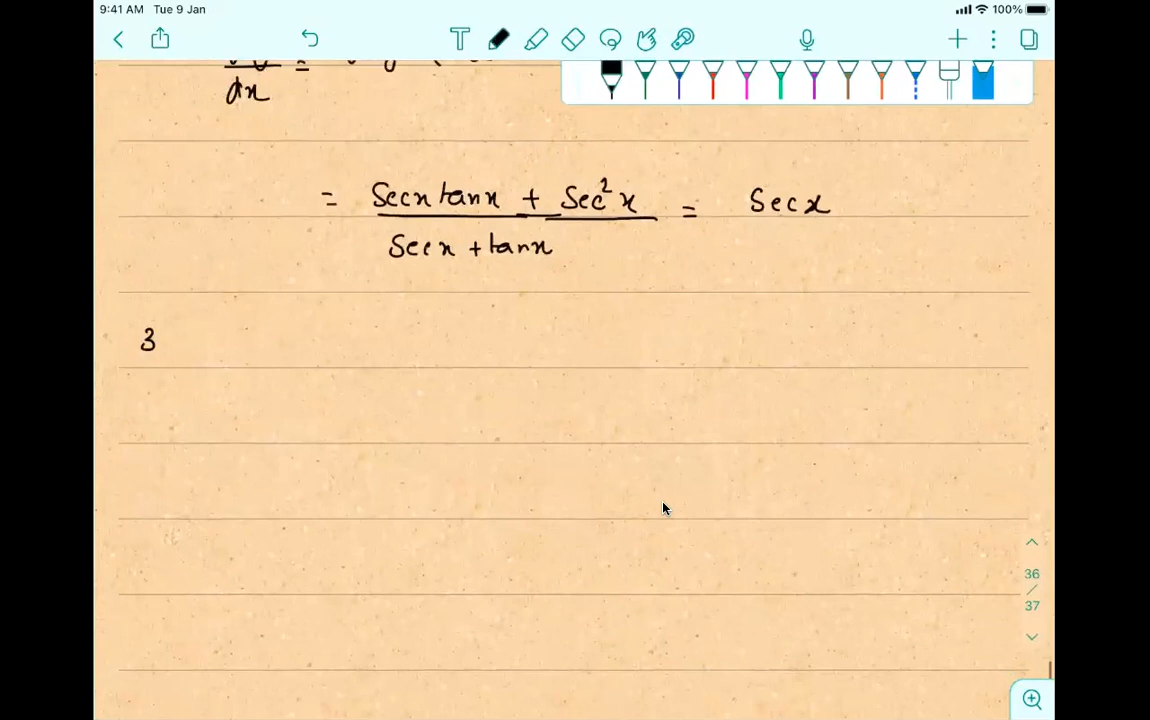 9:41 AM Tue 9 Jan 100%
dx
= Secx tanx + Sec²x = Secx
Secx + tanx
3
36
/
37